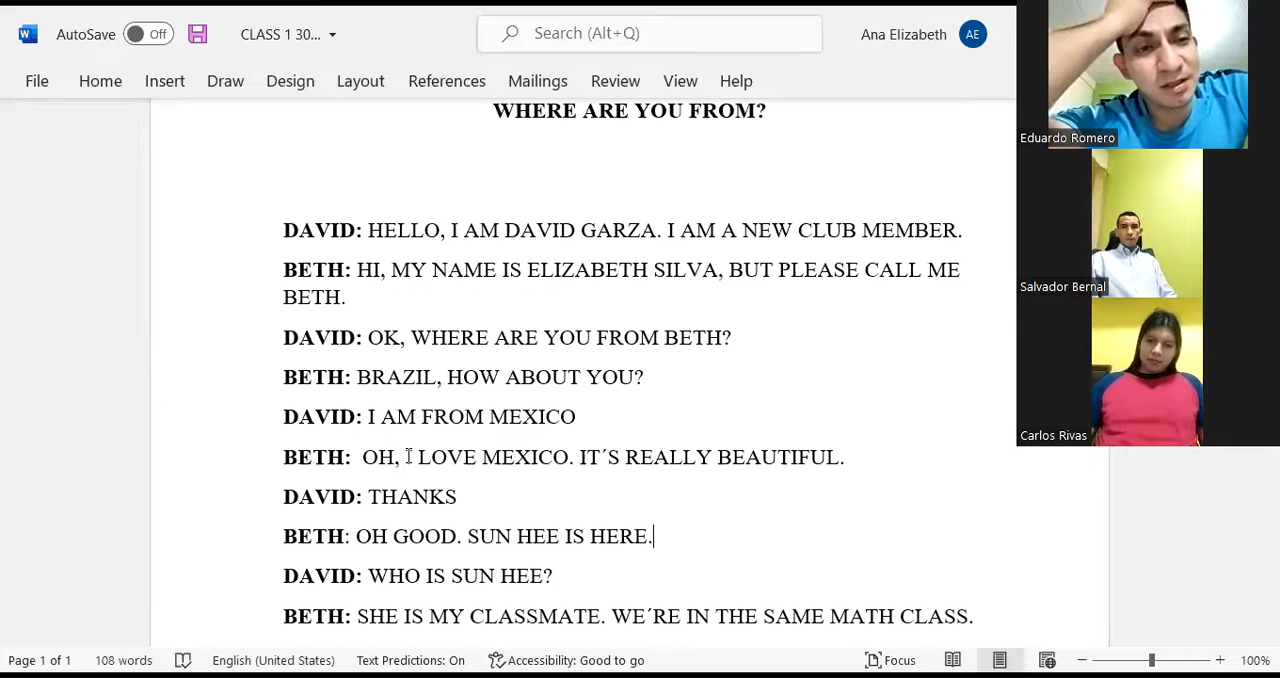 AutoSave Off CLASS 1 30... Search (Alt+Q) Ana Elizabeth AE
File Home Insert Draw Design Layout References Mailings Review View Help
WHERE ARE YOU FROM?
DAVID: HELLO, I AM DAVID GARZA. I AM A NEW CLUB MEMBER.
BETH: HI, MY NAME IS ELIZABETH SILVA, BUT PLEASE CALL ME
BETH.
DAVID: OK, WHERE ARE YOU FROM BETH?
BETH: BRAZIL, HOW ABOUT YOU?
DAVID: I AM FROM MEXICO
BETH: OH, I LOVE MEXICO. IT´S REALLY BEAUTIFUL.
DAVID: THANKS
BETH: OH GOOD. SUN HEE IS HERE.
DAVID: WHO IS SUN HEE?
BETH: SHE IS MY CLASSMATE. WE´RE IN THE SAME MATH CLASS.
Page 1 of 1 108 words English (United States) Text Predictions: On Accessibility: Good to go Focus 100%
Eduardo Romero
Salvador Bernal
Carlos Rivas